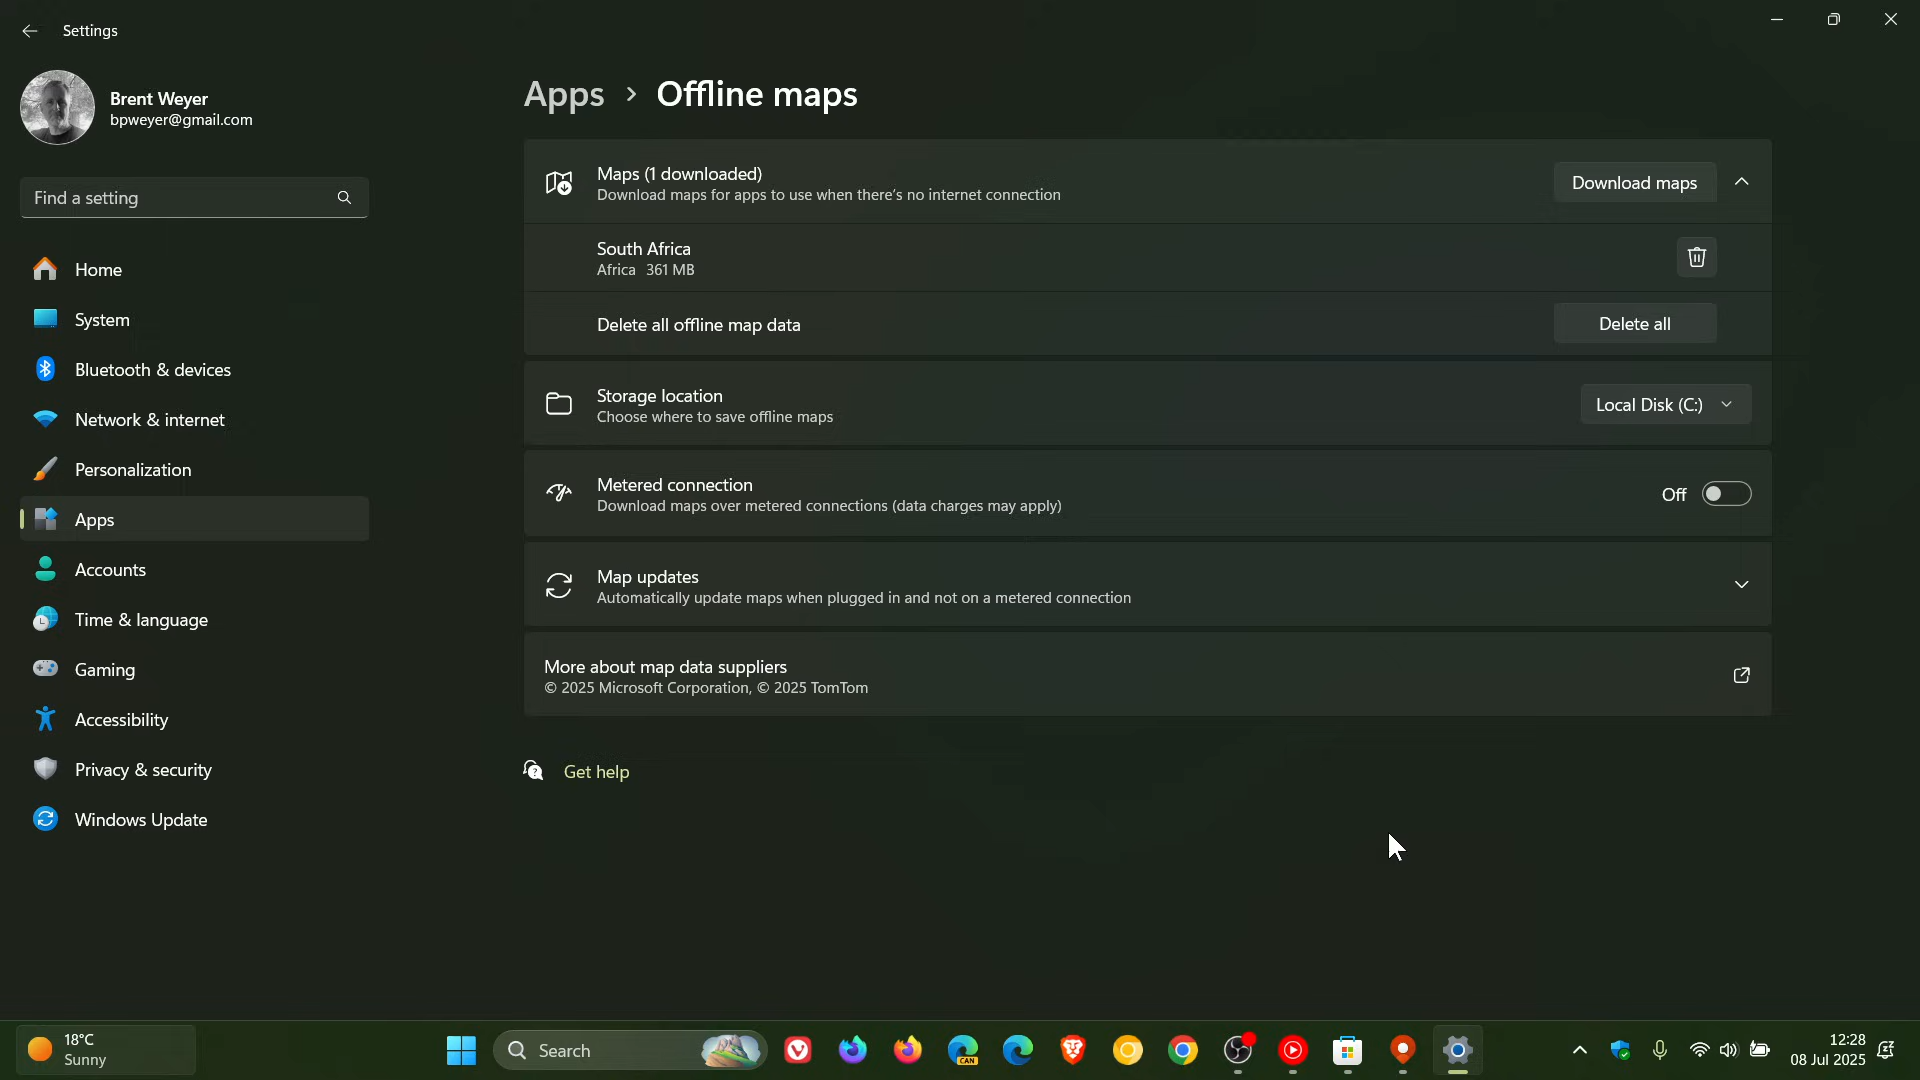 Settings
Brent Weyer
bpweyer@gmail.com
Find a setting
Home
System
Bluetooth & devices
Network & internet
Personalization
Apps
Accounts
Time & language
Gaming
Accessibility
Privacy & security
Windows Update
Apps > Offline maps
Maps (1 downloaded)
Download maps for apps to use when there's no internet connection
Download maps
South Africa
Africa 361 MB
Delete all offline map data
Delete all
Storage location
Choose where to save offline maps
Local Disk (C:)
Metered connection
Download maps over metered connections (data charges may apply)
Off
Map updates
Automatically update maps when plugged in and not on a metered connection
More about map data suppliers
© 2025 Microsoft Corporation, © 2025 TomTom
Get help
18°C
Sunny
Search
CAN
12:28
08 Jul 2025